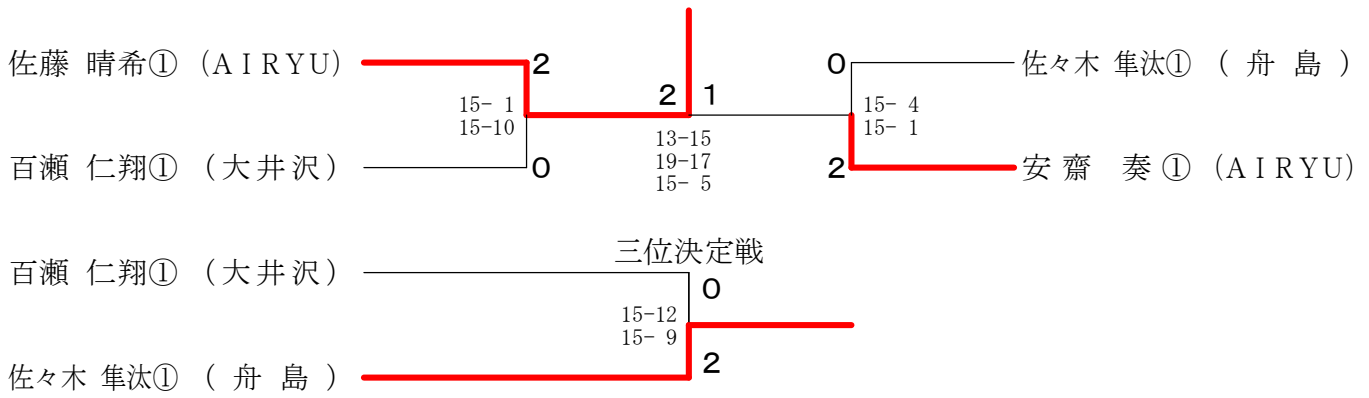 佐藤 晴希① (AIRYU)
2
15- 1
15-10
百瀬 仁翔① (大井沢)
0
2 1
13-15
19-17
15- 5
0
佐々木 隼汰① ( 舟 島 )
15- 4
15- 1
2
安 齋 奏 ① (AIRYU)
三位決定戦
百瀬 仁翔① (大井沢)
0
15-12
15- 9
佐々木 隼汰① ( 舟 島 )
2